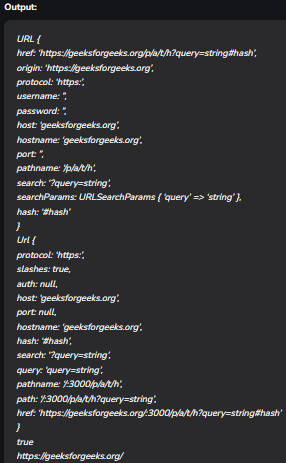 Output:
URL {
href: 'https://geeksforgeeks.org/p/a/t/h?query=string#hash',
origin: 'https://geeksforgeeks.org',
protocol: 'https:',
username: '',
password: '',
host: 'geeksforgeeks.org',
hostname: 'geeksforgeeks.org',
port: '',
pathname: '/p/a/t/h',
search: '?query=string',
searchParams: URLSearchParams { 'query' => 'string' },
hash: '#hash'
}
Url {
protocol: 'https:',
slashes: true,
auth: null,
host: 'geeksforgeeks.org',
port: null,
hostname: 'geeksforgeeks.org',
hash: '#hash',
search: '?query=string',
query: 'query=string',
pathname: '/:3000/p/a/t/h',
path: '/:3000/p/a/t/h?query=string',
href: 'https://geeksforgeeks.org/:3000/p/a/t/h?query=string#hash'
}
true
https://geeksforgeeks.org/